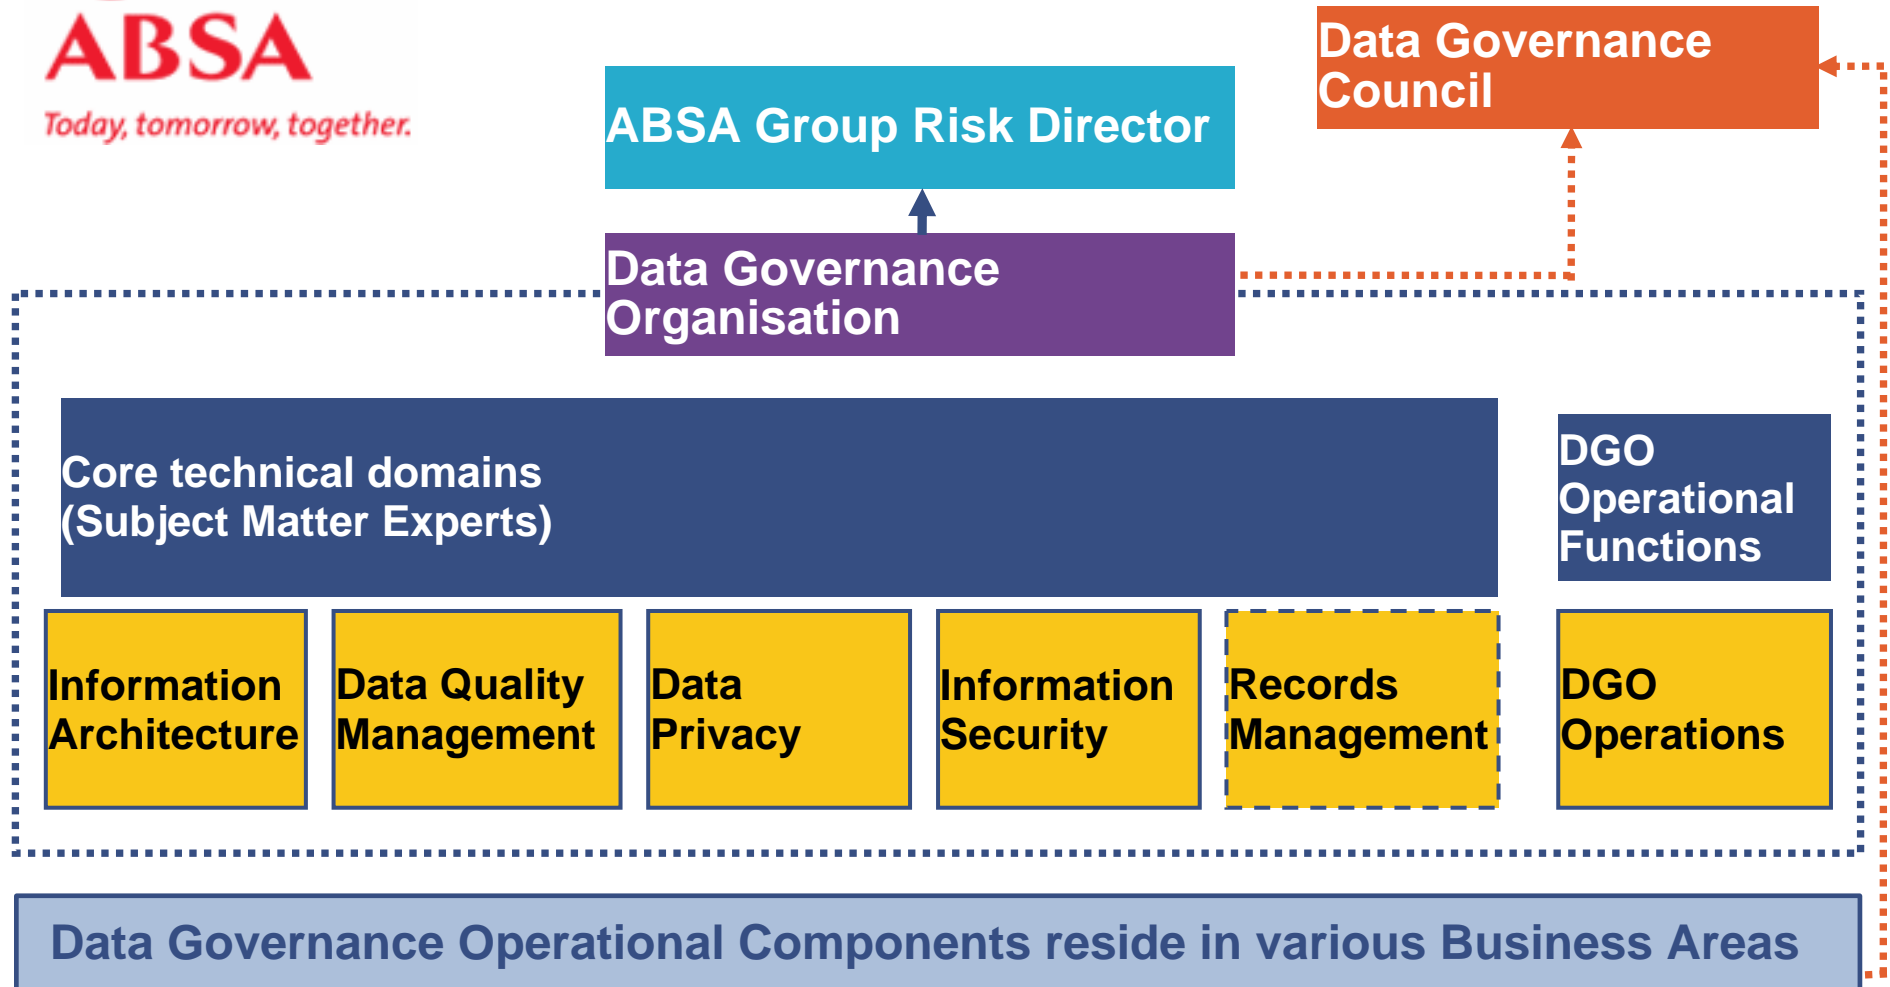 ABSA
Today, tomorrow, together.
Data Governance
Council
ABSA Group Risk Director
Data Governance
Organisation
Core technical domains
(Subject Matter Experts)
DGO
Operational
Functions
Information
Architecture
Data Quality
Management
Data
Privacy
Information
Security
Records
Management
DGO
Operations
Data Governance Operational Components reside in various Business Areas